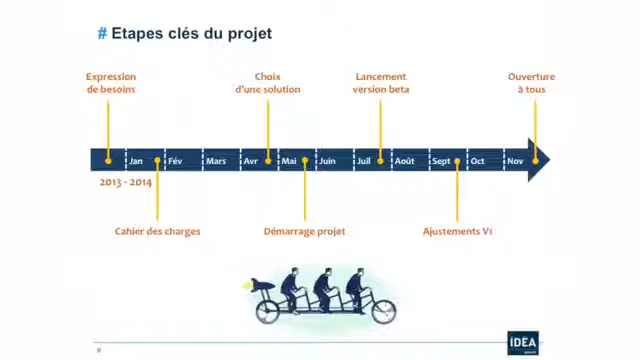 # Etapes clés du projet
Expression
de besoins
Choix
d'une solution
Lancement
version beta
Ouverture
à tous
Jan Fév Mars Avr Mai Juin Juil Août Sept Oct Nov
2013 - 2014
Cahier des charges
Démarrage projet
Ajustements V1
IDEA